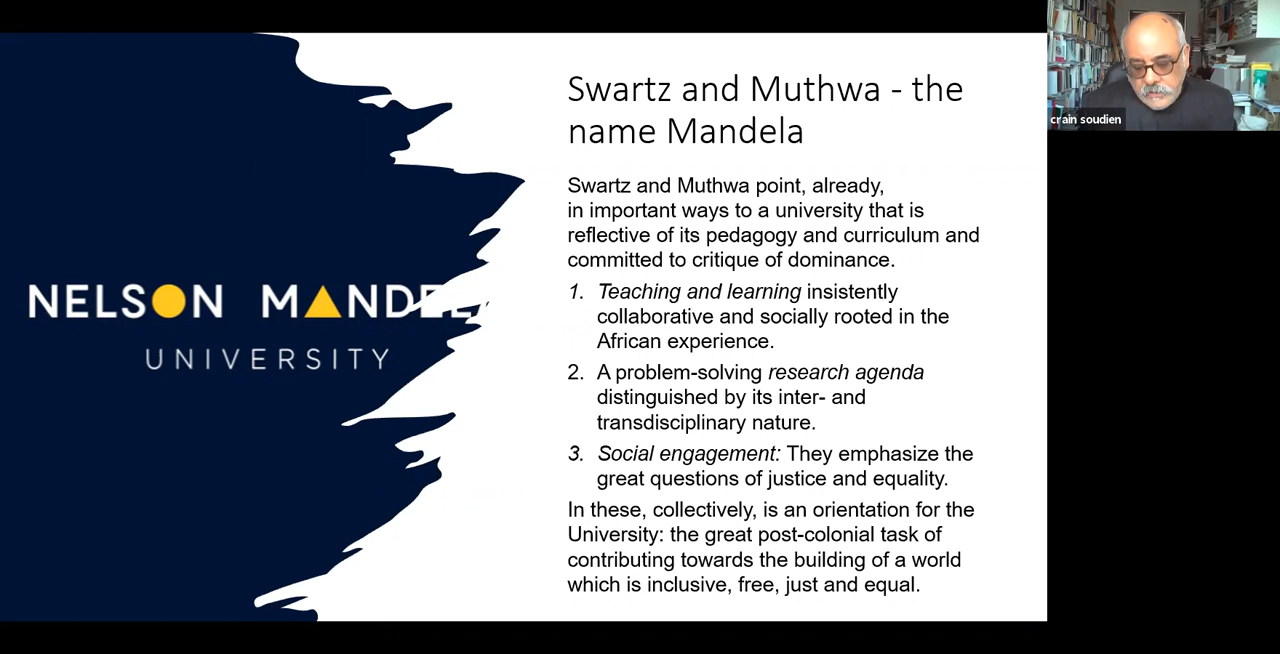 Swartz and Muthwa - the
name Mandela
Swartz and Muthwa point, already,
in important ways to a university that is
reflective of its pedagogy and curriculum and
committed to critique of dominance.
1. Teaching and learning insistently
collaborative and socially rooted in the
African experience.
2. A problem-solving research agenda
distinguished by its inter- and
transdisciplinary nature.
3. Social engagement: They emphasize the
great questions of justice and equality.
In these, collectively, is an orientation for the
University: the great post-colonial task of
contributing towards the building of a world
which is inclusive, free, just and equal.
NELSON MANDEL
UNIVERSITY
crain soudien